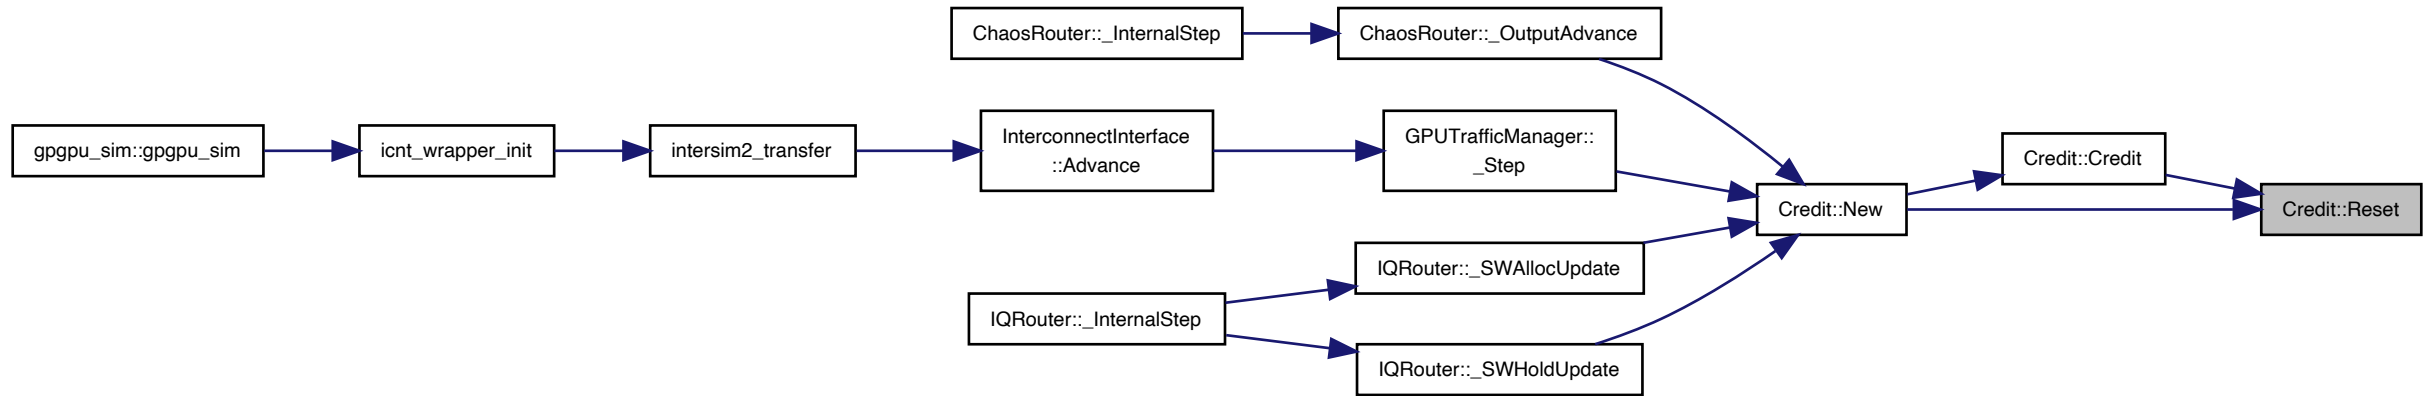 ChaosRouter::_InternalStep
ChaosRouter::_OutputAdvance
gpgpu_sim::gpgpu_sim
icnt_wrapper_init
intersim2_transfer
InterconnectInterface
::Advance
GPUTrafficManager::
_Step
Credit::Credit
Credit::New
Credit::Reset
IQRouter::_SWAllocUpdate
IQRouter::_InternalStep
IQRouter::_SWHoldUpdate